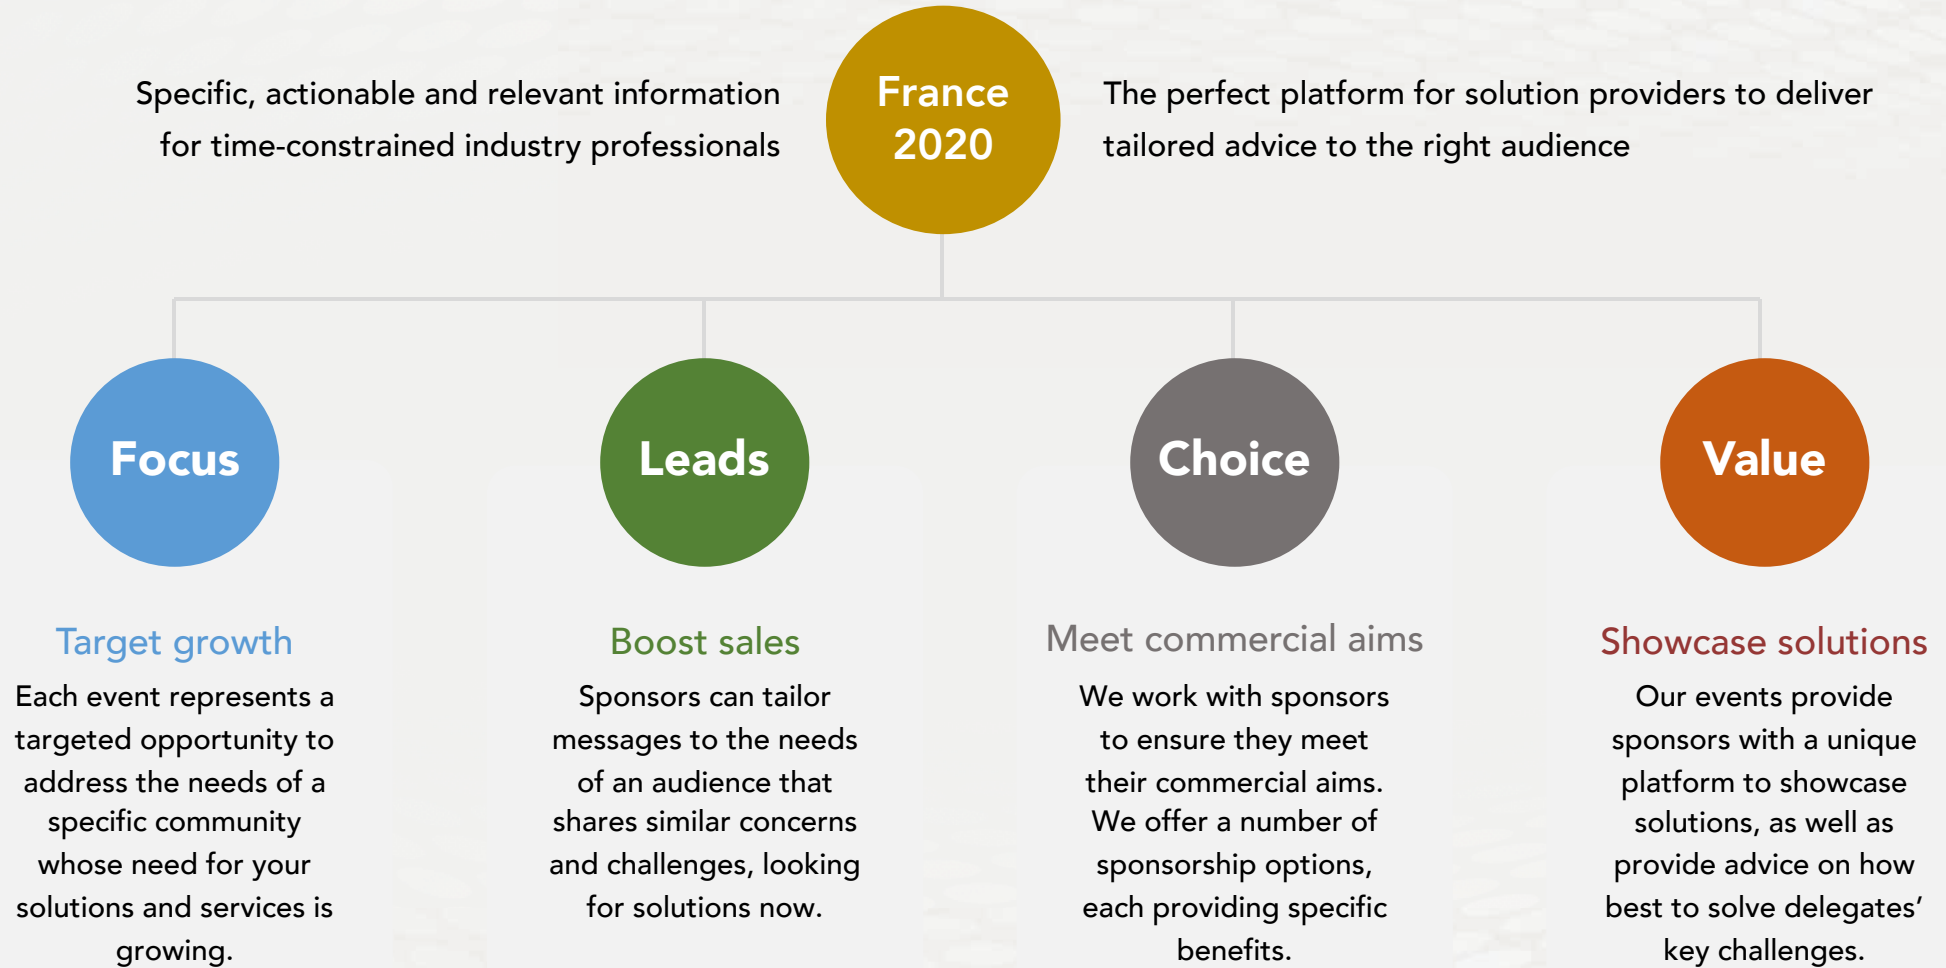 Specific, actionable and relevant information
for time-constrained industry professionals
France
2020
The perfect platform for solution providers to deliver
tailored advice to the right audience
Focus
Target growth
Each event represents a
targeted opportunity to
address the needs of a
specific community
whose need for your
solutions and services is
growing.
Leads
Boost sales
Sponsors can tailor
messages to the needs
of an audience that
shares similar concerns
and challenges, looking
for solutions now.
Choice
Meet commercial aims
We work with sponsors
to ensure they meet
their commercial aims.
We offer a number of
sponsorship options,
each providing specific
benefits.
Value
Showcase solutions
Our events provide
sponsors with a unique
platform to showcase
solutions, as well as
provide advice on how
best to solve delegates’
key challenges.